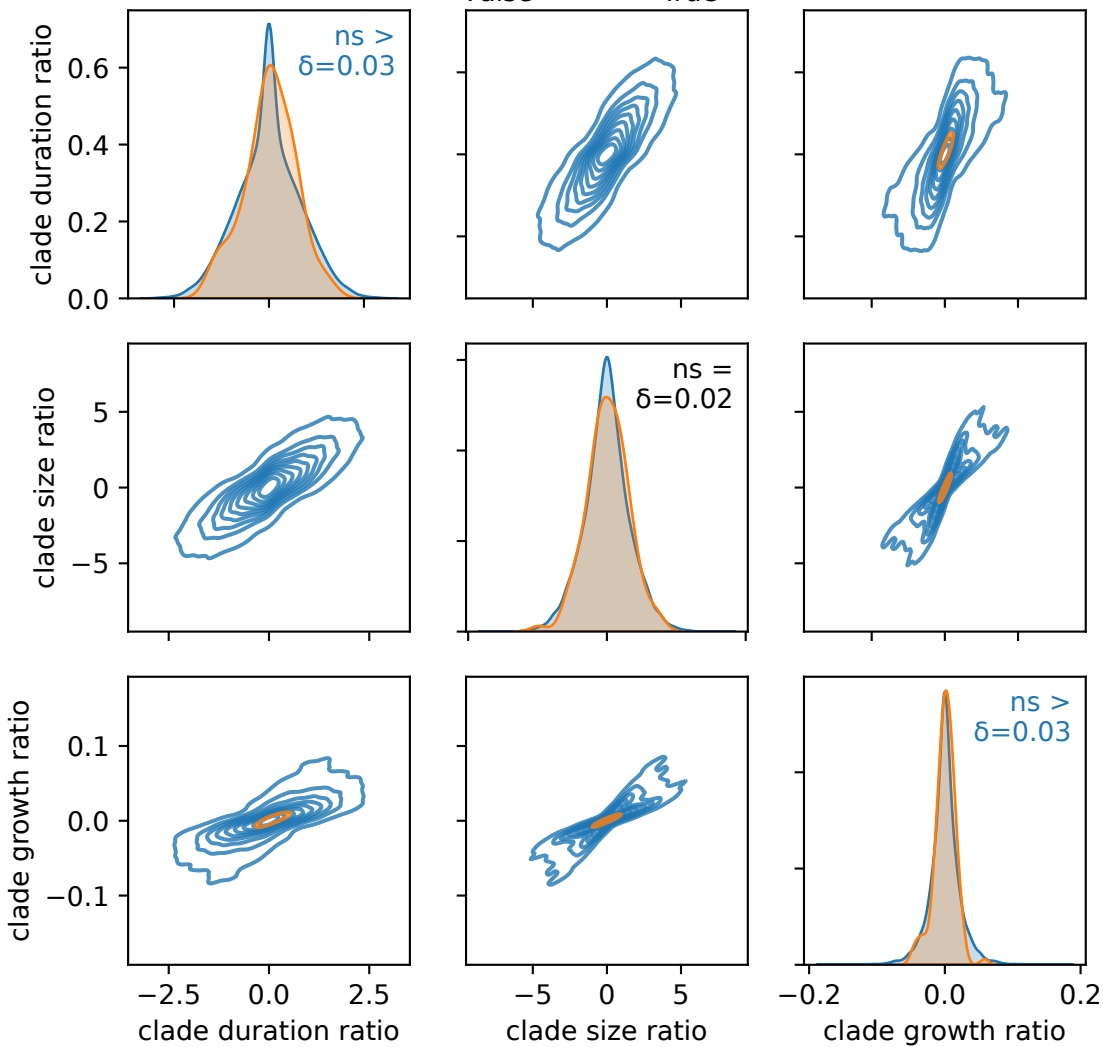 clade duration ratio
0.6
0.4
0.2
0.0
ns >
δ=0.03
clade size ratio
5
0
−5
ns =
δ=0.02
clade growth ratio
0.1
0.0
−0.1
ns >
δ=0.03
−2.5 0.0 2.5
−5 0 5
−0.2 0.0 0.2
clade duration ratio
clade size ratio
clade growth ratio